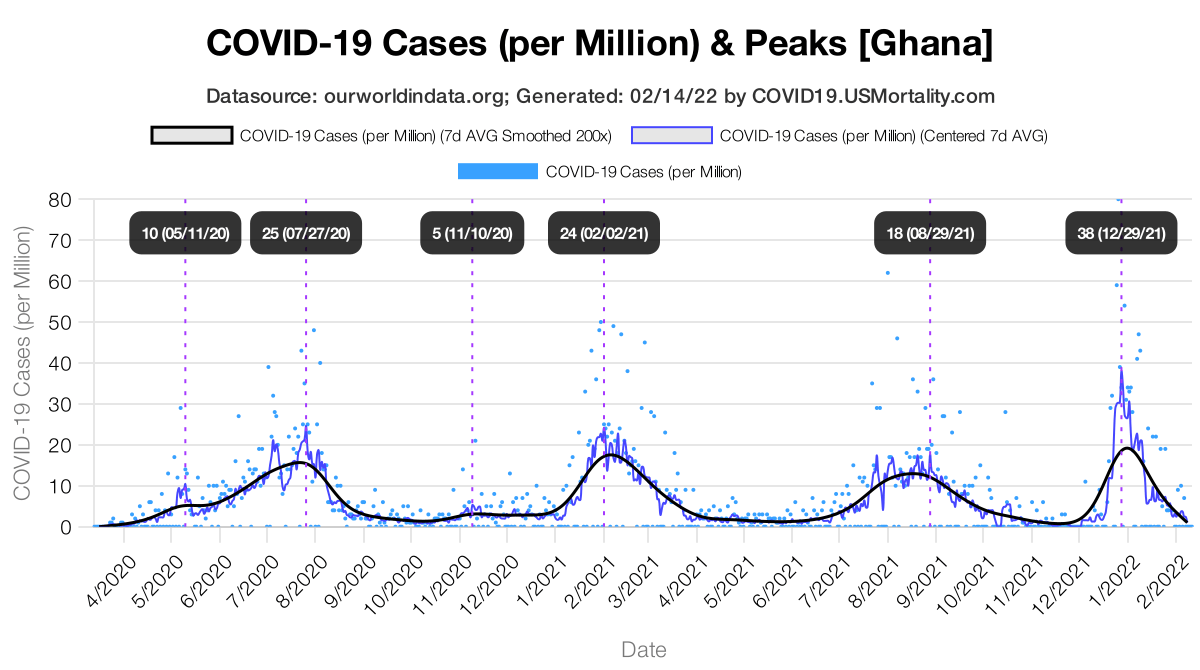 COVID-19 Cases (per Million) & Peaks [Ghana]
Datasource: ourworldindata.org; Generated: 02/14/22 by COVID19.USMortality.com
COVID-19 Cases (per Million) (7d AVG Smoothed 200x) COVID-19 Cases (per Million) (Centered 7d AVG)
COVID-19 Cases (per Million)
80
10 (05/11/20) 25 (07/27/20) 5 (11/10/20) 24 (02/02/21) 18 (08/29/21) 38 (12/29/21)
70
60
50
40
30
20
10
0
COVID-19 Cases (per Million)
4/2020 5/2020 6/2020 7/2020 8/2020 9/2020 10/2020 11/2020 12/2020 1/2021 2/2021 3/2021 4/2021 5/2021 6/2021 7/2021 8/2021 9/2021 10/2021 11/2021 12/2021 1/2022 2/2022
Date